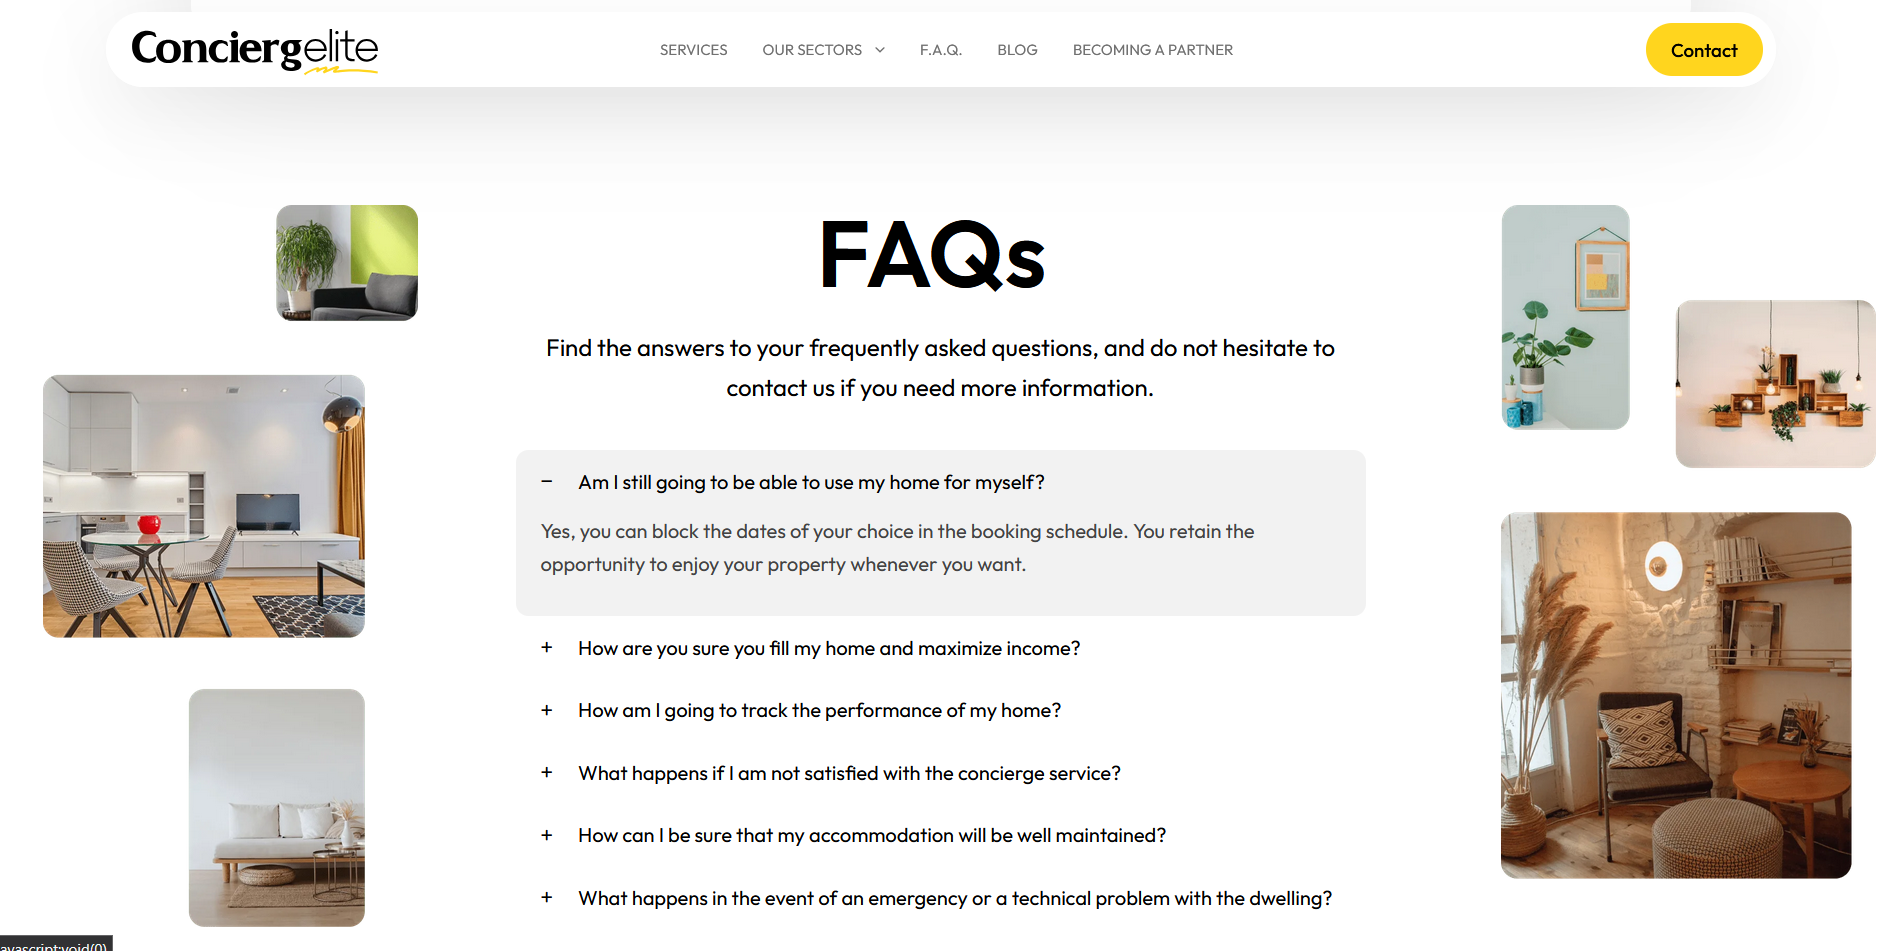 Conciergelite
SERVICES
OUR SECTORS
F.A.Q.
BLOG
BECOMING A PARTNER
Contact
FAQs
Find the answers to your frequently asked questions, and do not hesitate to
contact us if you need more information.
− Am I still going to be able to use my home for myself?
Yes, you can block the dates of your choice in the booking schedule. You retain the
opportunity to enjoy your property whenever you want.
+ How are you sure you fill my home and maximize income?
+ How am I going to track the performance of my home?
+ What happens if I am not satisfied with the concierge service?
+ How can I be sure that my accommodation will be well maintained?
+ What happens in the event of an emergency or a technical problem with the dwelling?
avascript:void(0)